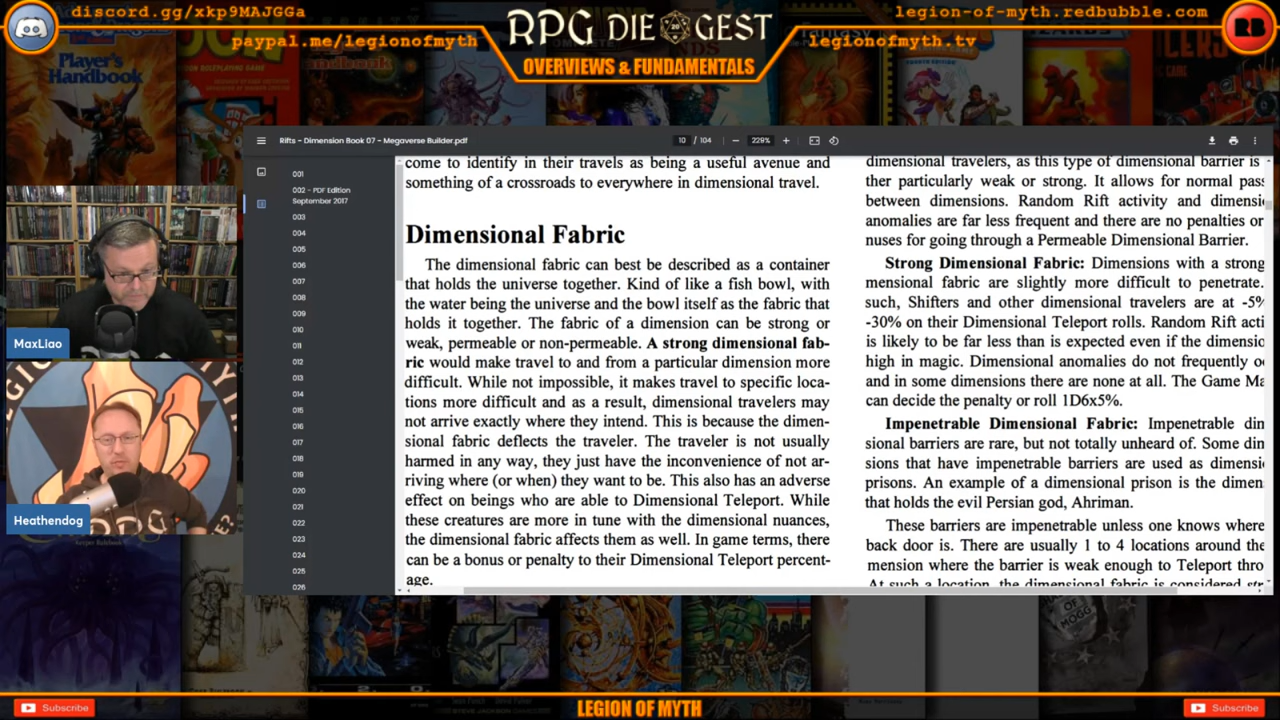 discord.gg/xkp9MAJGGa
paypal.me/legionofmyth
RPG DIE GEST
OVERVIEWS & FUNDAMENTALS
legion-of-myth.redbubble.com
legionofmyth.tv
Player's
Handbook
Rifts - Dimension Book 07 - Megaverse Builder.pdf
10 / 104
229%
001
002 - PDF Edition
September 2017
003
004
005
006
007
008
009
010
011
012
013
014
015
016
017
018
019
020
021
022
023
024
025
026
come to identify in their travels as being a useful avenue and
something of a crossroads to everywhere in dimensional travel.
Dimensional Fabric
The dimensional fabric can best be described as a container
that holds the universe together. Kind of like a fish bowl, with
the water being the universe and the bowl itself as the fabric that
holds it together. The fabric of a dimension can be strong or
weak, permeable or non-permeable. A strong dimensional fab-
ric would make travel to and from a particular dimension more
difficult. While not impossible, it makes travel to specific loca-
tions more difficult and as a result, dimensional travelers may
not arrive exactly where they intend. This is because the dimen-
sional fabric deflects the traveler. The traveler is not usually
harmed in any way, they just have the inconvenience of not ar-
riving where (or when) they want to be. This also has an adverse
effect on beings who are able to Dimensional Teleport. While
these creatures are more in tune with the dimensional nuances,
the dimensional fabric affects them as well. In game terms, there
can be a bonus or penalty to their Dimensional Teleport percent-
age.
dimensional travelers, as this type of dimensional barrier is
ther particularly weak or strong. It allows for normal pass
between dimensions. Random Rift activity and dimensi
anomalies are far less frequent and there are no penalties or
nuses for going through a Permeable Dimensional Barrier.
Strong Dimensional Fabric: Dimensions with a strong
mensional fabric are slightly more difficult to penetrate.
such, Shifters and other dimensional travelers are at -5%
-30% on their Dimensional Teleport rolls. Random Rift acti
is likely to be far less than is expected even if the dimensio
high in magic. Dimensional anomalies do not frequently o
and in some dimensions there are none at all. The Game Ma
can decide the penalty or roll 1D6x5%.
Impenetrable Dimensional Fabric: Impenetrable dim
sional barriers are rare, but not totally unheard of. Some dim
sions that have impenetrable barriers are used as dimensi
prisons. An example of a dimensional prison is the dimen
that holds the evil Persian god, Ahriman.
These barriers are impenetrable unless one knows where
back door is. There are usually 1 to 4 locations around the
mension where the barrier is weak enough to Teleport thro
At such a location, the dimensional fabric is considered str
MaxLiao
Heathendog
Subscribe
LEGION OF MYTH
Subscribe